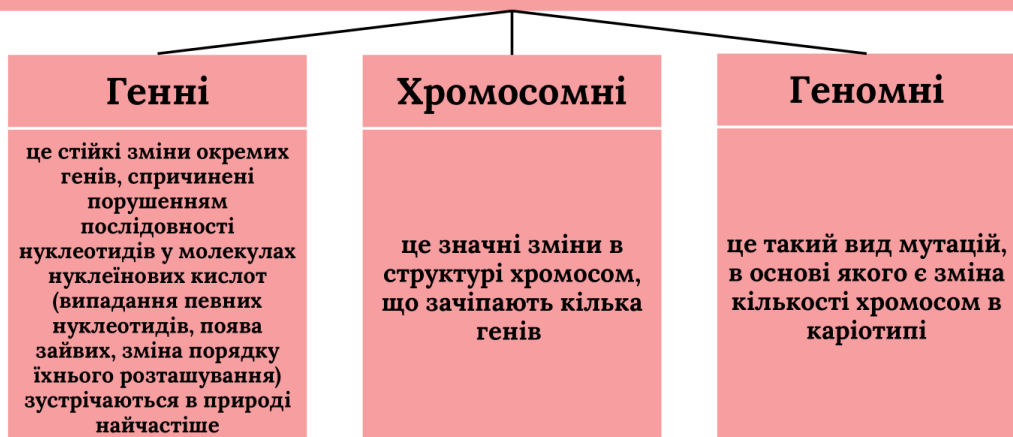 Генні
це стійкі зміни окремих
генів, спричинені
порушенням
послідовності
нуклеотидів у молекулах
нуклеїнових кислот
(випадання певних
нуклеотидів, поява
зайвих, зміна порядку
їхнього розташування)
зустрічаються в природі
найчастіше
Хромосомні
це значні зміни в
структурі хромосом,
що зачіпають кілька
генів
Геномні
це такий вид мутацій,
в основі якого є зміна
кількості хромосом в
каріотипі